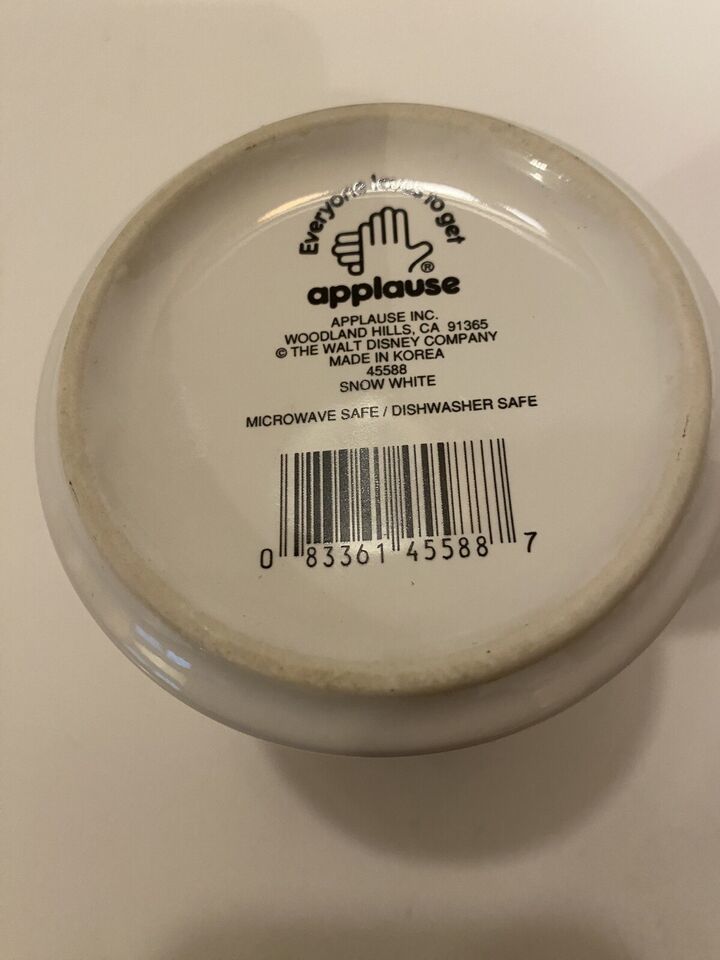 Everyone loves to get
®
applause
APPLAUSE INC.
WOODLAND HILLS, CA 91365
© THE WALT DISNEY COMPANY
MADE IN KOREA
45588
SNOW WHITE
MICROWAVE SAFE / DISHWASHER SAFE
0 83361 45588 7